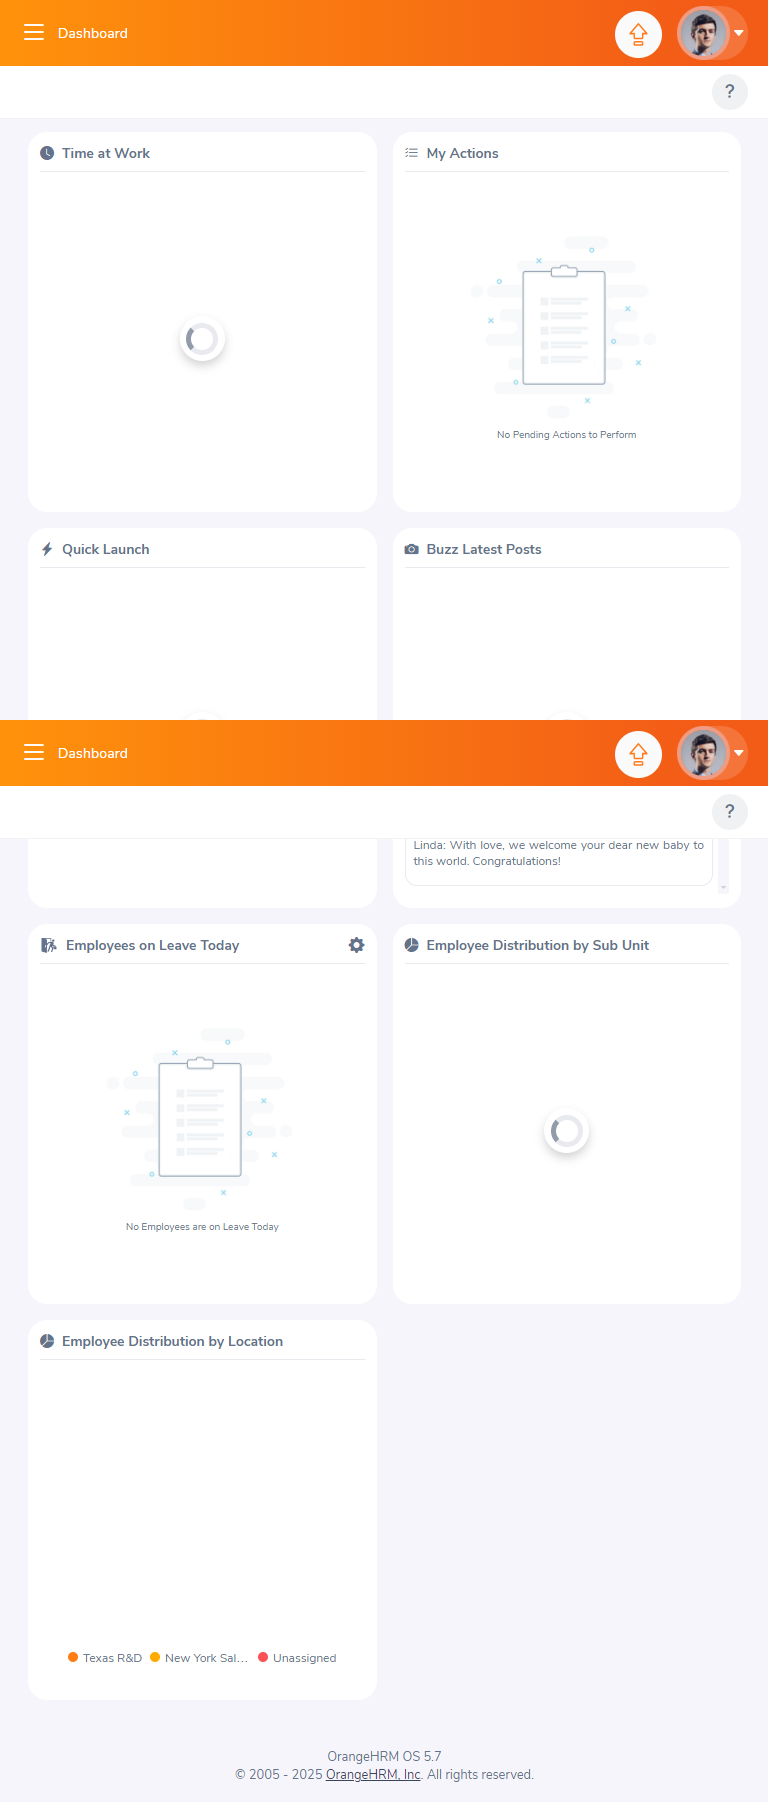 Dashboard
?
Time at Work
My Actions
No Pending Actions to Perform
Quick Launch
Buzz Latest Posts
Dashboard
?
Linda: With love, we welcome your dear new baby to
this world. Congratulations!
Employees on Leave Today
Employee Distribution by Sub Unit
No Employees are on Leave Today
Employee Distribution by Location
Texas R&D New York Sal... Unassigned
OrangeHRM OS 5.7
© 2005 - 2025 OrangeHRM, Inc. All rights reserved.